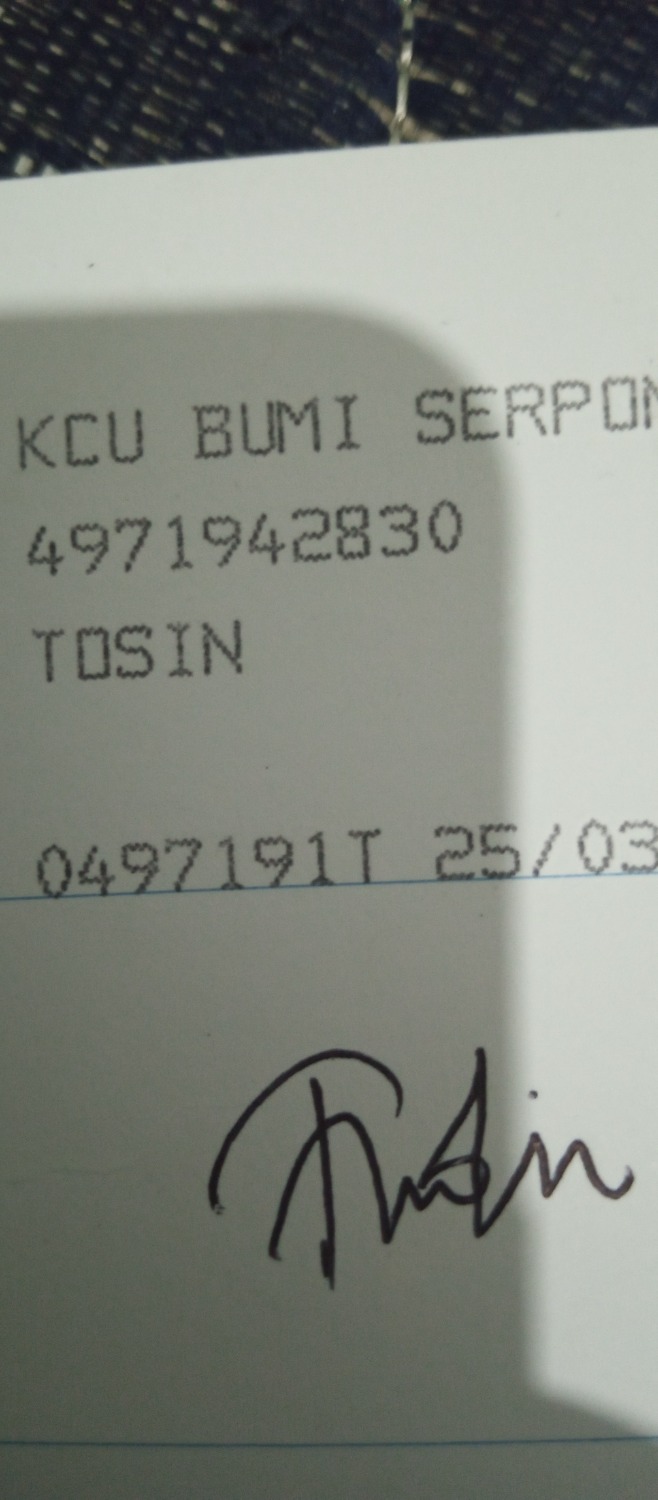 KCU BUMI SERPON
4971942830
TOSIN
0497191T 25/03